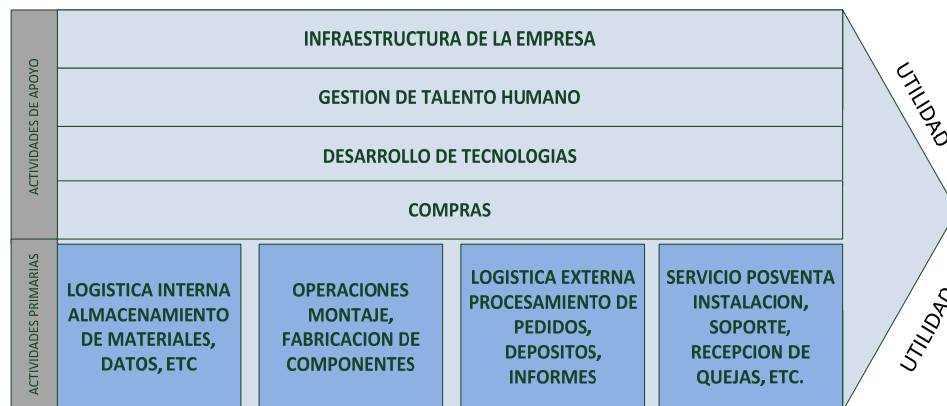 ACTIVIDADES DE APOYO
INFRAESTRUCTURA DE LA EMPRESA
GESTION DE TALENTO HUMANO
DESARROLLO DE TECNOLOGIAS
COMPRAS
UTILIDAD
ACTIVIDADES PRIMARIAS
LOGISTICA INTERNA
ALMACENAMIENTO
DE MATERIALES,
DATOS, ETC
OPERACIONES
MONTAJE,
FABRICACION DE
COMPONENTES
LOGISTICA EXTERNA
PROCESAMIENTO DE
PEDIDOS,
DEPOSITOS,
INFORMES
SERVICIO POSVENTA
INSTALACION,
SOPORTE,
RECEPCION DE
QUEJAS, ETC.
UTILIDAD